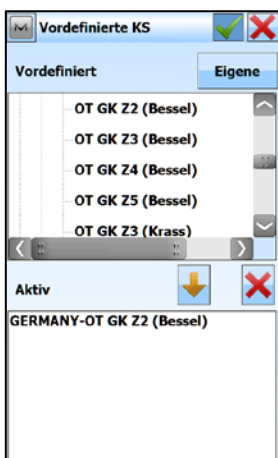 Vordefinierte KS
Vordefiniert
Eigene
OT GK Z2 (Bessel)
OT GK Z3 (Bessel)
OT GK Z4 (Bessel)
OT GK Z5 (Bessel)
OT GK Z3 (Krass)
Aktiv
GERMANY-OT GK Z2 (Bessel)